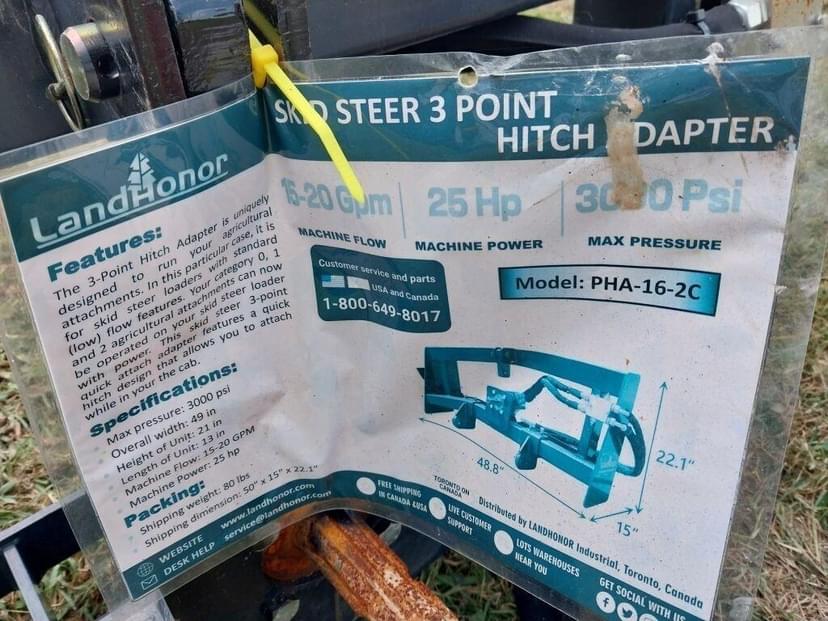 LandHonor
Features:
The 3-Point Hitch Adapter is uniquely
designed to run your agricultural
attachments. In this particular case, it is
for skid steer loaders with standard
(low) flow features. Your category 0, 1
and 2 agricultural attachments can now
be operated on your skid steer loader
with power. This skid steer 3-point
quick attach adapter features a quick
hitch design that allows you to attach
while in your the cab.
Specifications:
Max pressure: 3000 psi
Overall width: 49 in
Height of Unit: 21 in
Length of Unit: 13 in
Machine Flow: 15-20 GPM
Machine Power: 25 hp
Packing:
Shipping weight: 80 lbs
Shipping dimension: 50" x 15" x 22.1"
WEBSITE www.landhonor.com
DESK HELP service@landhonor.com
SKID STEER 3 POINT
HITCH ADAPTER
15-20 Gpm
MACHINE FLOW
25 Hp
MACHINE POWER
3000 Psi
MAX PRESSURE
Customer service and parts
USA and Canada
1-800-649-8017
Model: PHA-16-2C
48.8"
22.1"
15"
TORONTO ON
CANADA
Distributed by LANDHONOR Industrial, Toronto, Canada
FREE SHIPPING
IN CANADA &USA
LIVE CUSTOMER
SUPPORT
LOTS WAREHOUSES
NEAR YOU
GET SOCIAL WITH US